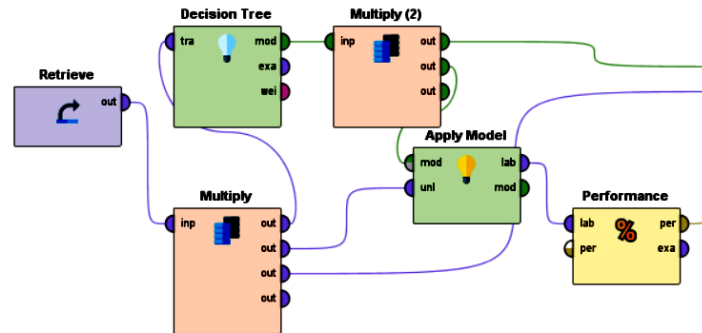 Decision Tree
tra
mod
exa
wei
Multiply (2)
inp
out
out
out
Retrieve
out
Apply Model
mod
lab
unl
mod
Multiply
inp
out
out
out
out
Performance
lab
per
per
exa
%